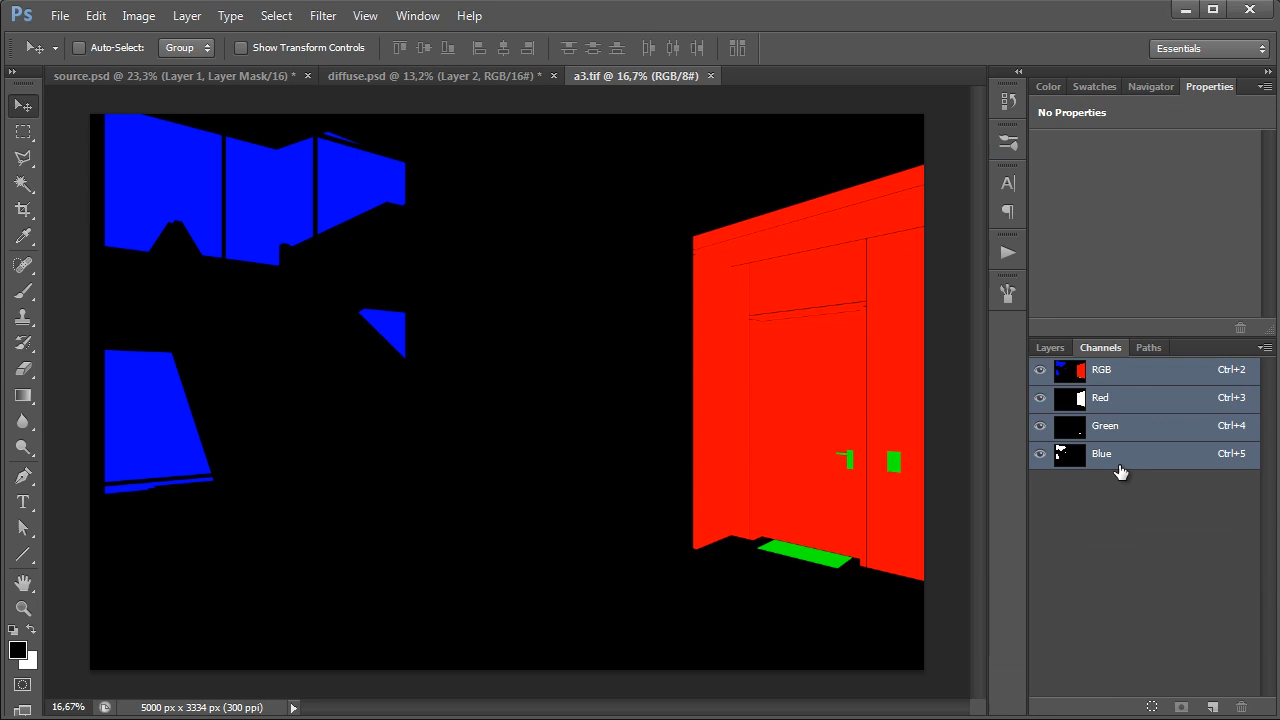 Ps File Edit Image Layer Type Select Filter View Window Help
Auto-Select: Group Show Transform Controls Essentials
source.psd @ 23,3% (Layer 1, Layer Mask/16) * × diffuse.psd @ 13,2% (Layer 2, RGB/16#) * × a3.tif @ 16,7% (RGB/8#) ×
Color Swatches Navigator Properties
No Properties
Layers Channels Paths
RGB Ctrl+2
Red Ctrl+3
Green Ctrl+4
Blue Ctrl+5
16,67% 5000 px x 3334 px (300 ppi)